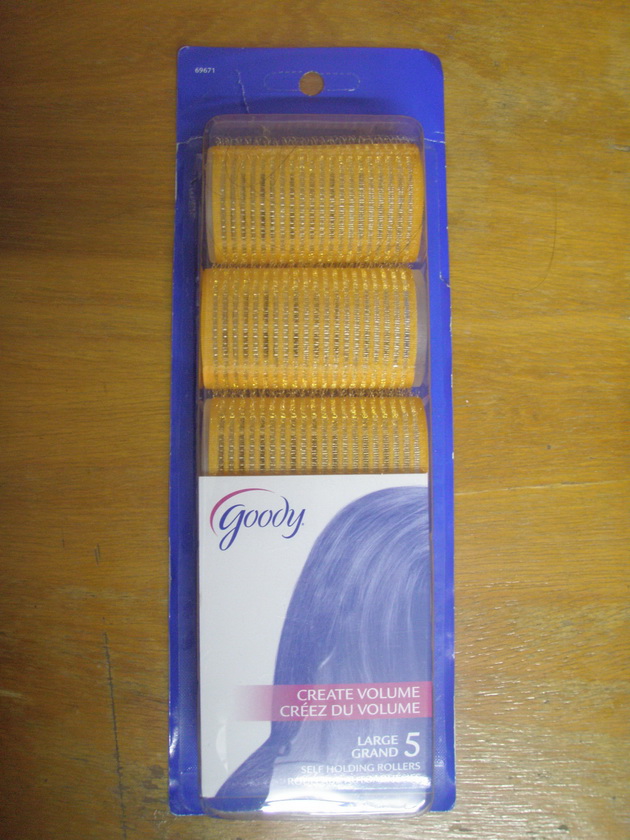 69671
Goody
CREATE VOLUME
CRÉEZ DU VOLUME
LARGE 5
GRAND
SELF HOLDING ROLLERS